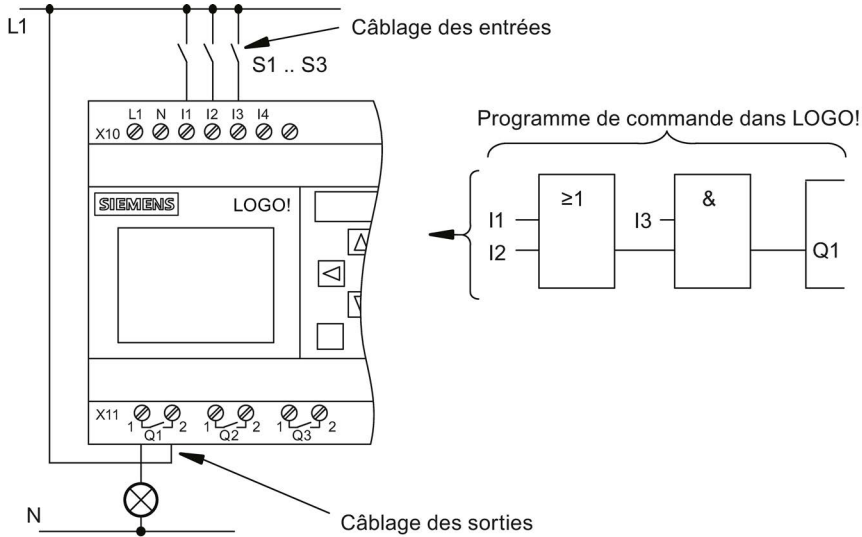 L1
Câblage des entrées
S1 .. S3
L1 N I1 I2 I3 I4
X10
Programme de commande dans LOGO!
SIEMENS LOGO!
≥1
&
I1
I2
I3
Q1
X11
1 2 1 2 1 2
Q1 Q2 Q3
N
Câblage des sorties